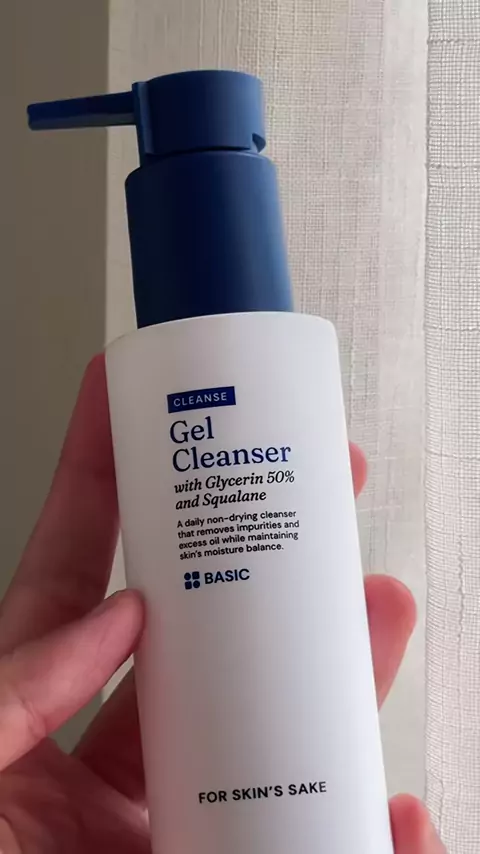 CLEANSE
Gel
Cleanser
with Glycerin 50%
and Squalane
A daily non-drying cleanser
that removes impurities and
excess oil while maintaining
skin's moisture balance.
BASIC
FOR SKIN'S SAKE